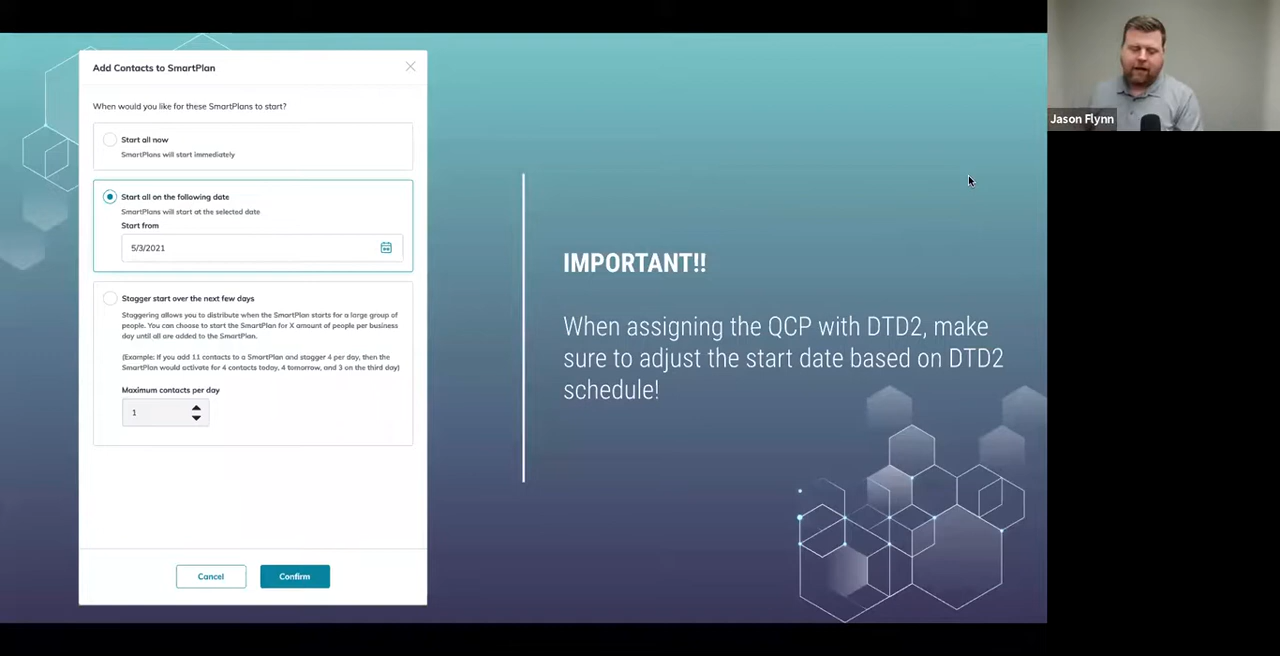 Add Contacts to SmartPlan
When would you like for these SmartPlans to start?
Start all now
SmartPlans will start immediately
Start all on the following date
SmartPlans will start at the selected date
Start from
5/3/2021
Stagger start over the next few days
Staggering allows you to distribute when the SmartPlan starts for a large group of
people. You can choose to start the SmartPlan for X amount of people per business
day until all are added to the SmartPlan.
(Example: if you add 11 contacts to a SmartPlan and stagger 4 per day, then the
SmartPlan would activate for 4 contacts today, 4 tomorrow, and 3 on the third day)
Maximum contacts per day
1
Cancel
Confirm
IMPORTANT!!
When assigning the QCP with DTD2, make
sure to adjust the start date based on DTD2
schedule!
Jason Flynn